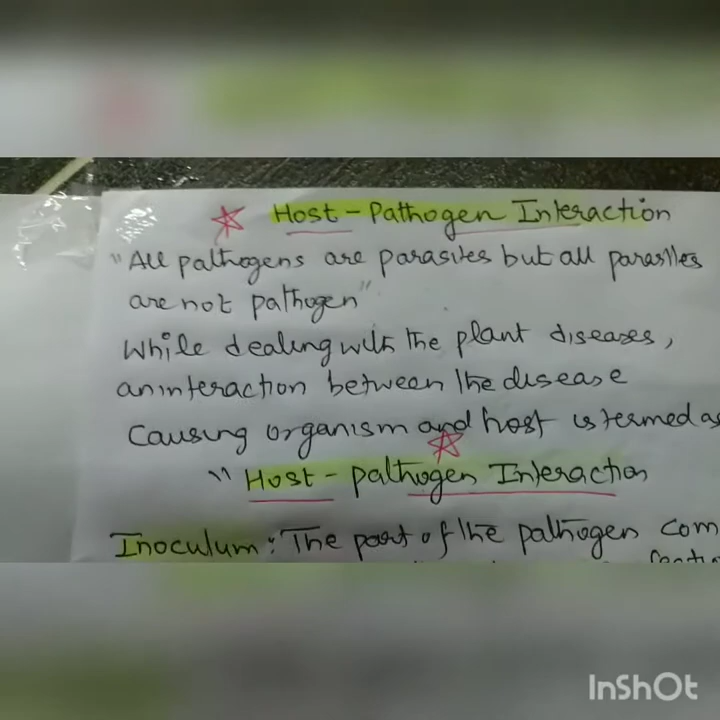 Host - Pathogen Interaction
"All pathogens are parasites but all parasites
are not pathogen"
While dealing with the plant diseases,
an interaction between the disease
Causing organism and host is termed as
" Host - pathogen Interaction
Inoculum: The part of the pathogen com
InShOt